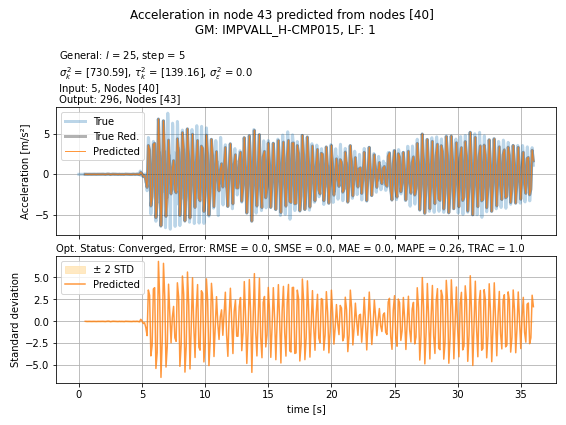 Acceleration in node 43 predicted from nodes [40]
GM: IMPVALL_H-CMP015, LF: 1
General: l = 25, step = 5
σ²ₖ = [730.59], τ²ₖ = [139.16], σ²ε = 0.0
Input: 5, Nodes [40]
Output: 296, Nodes [43]
True
True Red.
Predicted
Acceleration [m/s²]
5
0
−5
Opt. Status: Converged, Error: RMSE = 0.0, SMSE = 0.0, MAE = 0.0, MAPE = 0.26, TRAC = 1.0
± 2 STD
Predicted
Standard deviation
5.0
2.5
0.0
−2.5
−5.0
0 5 10 15 20 25 30 35
time [s]